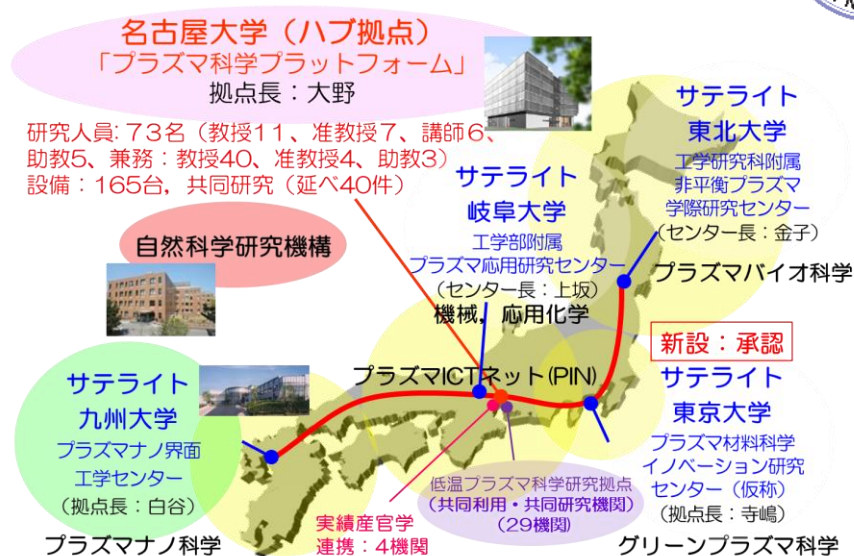 名古屋大学（ハブ拠点）
「プラズマ科学プラットフォーム」
拠点長：大野
研究人員：７３名（教授11、准教授７、講師６、
助教５、兼務：教授40、准教授４、助教３）
設備：165台，共同研究（延べ40件）
自然科学研究機構
サテライト
岐阜大学
工学部附属
プラズマ応用研究センター
（センター長：上坂）
機械，応用化学
サテライト
東北大学
工学研究科附属
非平衡プラズマ
学際研究センター
（センター長：金子）
プラズマバイオ科学
新設：承認
サテライト
東京大学
プラズマ材料科学
イノベーション研究
センター（仮称）
（拠点長：寺嶋）
グリーンプラズマ科学
プラズマICTネット(PIN)
サテライト
九州大学
プラズマナノ界面
工学センター
（拠点長：白谷）
プラズマナノ科学
低温プラズマ科学研究拠点
（共同利用・共同研究機関）
（29機関）
実績産官学
連携：４機関